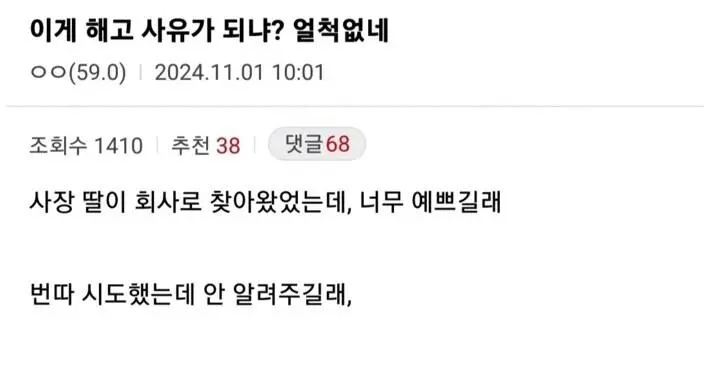 이게 해고 사유가 되냐? 얼척없네
ㅇㅇ(59.0) | 2024.11.01 10:01
조회수 1410 | 추천 38 | 댓글 68
사장 딸이 회사로 찾아왔었는데, 너무 예쁘길래
번따 시도했는데 안 알려주길래,